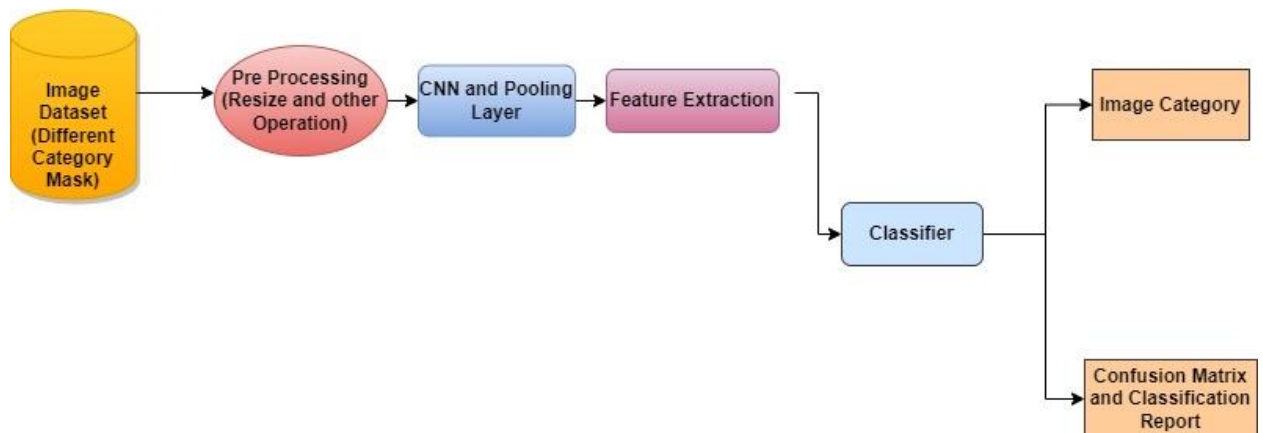 Image
Dataset
(Different
Category
Mask)
Pre Processing
(Resize and other
Operation)
CNN and Pooling
Layer
Feature Extraction
Classifier
Image Category
Confusion Matrix
and Classification
Report